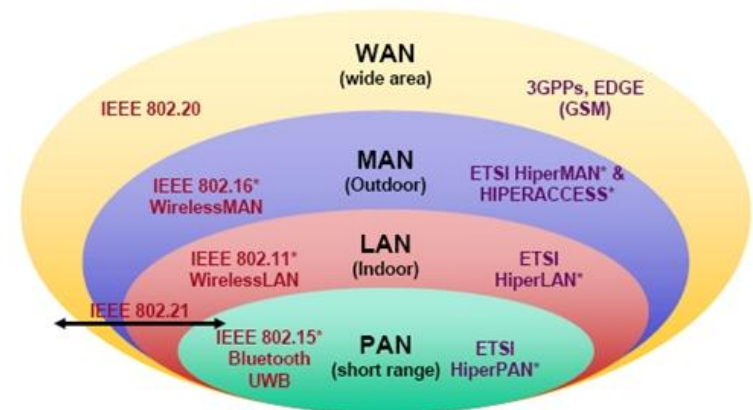 WAN
(wide area)
IEEE 802.20
3GPPs, EDGE
(GSM)
MAN
(Outdoor)
IEEE 802.16*
WirelessMAN
ETSI HiperMAN* &
HIPERACCESS*
LAN
(Indoor)
IEEE 802.11*
WirelessLAN
ETSI
HiperLAN*
IEEE 802.21
IEEE 802.15*
Bluetooth
UWB
PAN
(short range)
ETSI
HiperPAN*